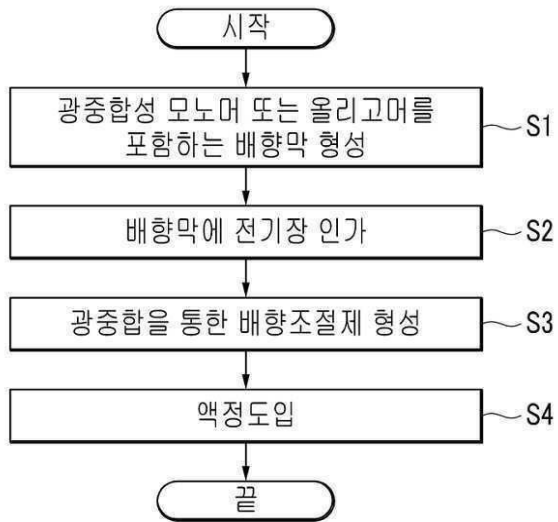 시작
광중합성 모노머 또는 올리고머를
포함하는 배향막 형성
S1
배향막에 전기장 인가
S2
광중합을 통한 배향조절제 형성
S3
액정도입
S4
끝